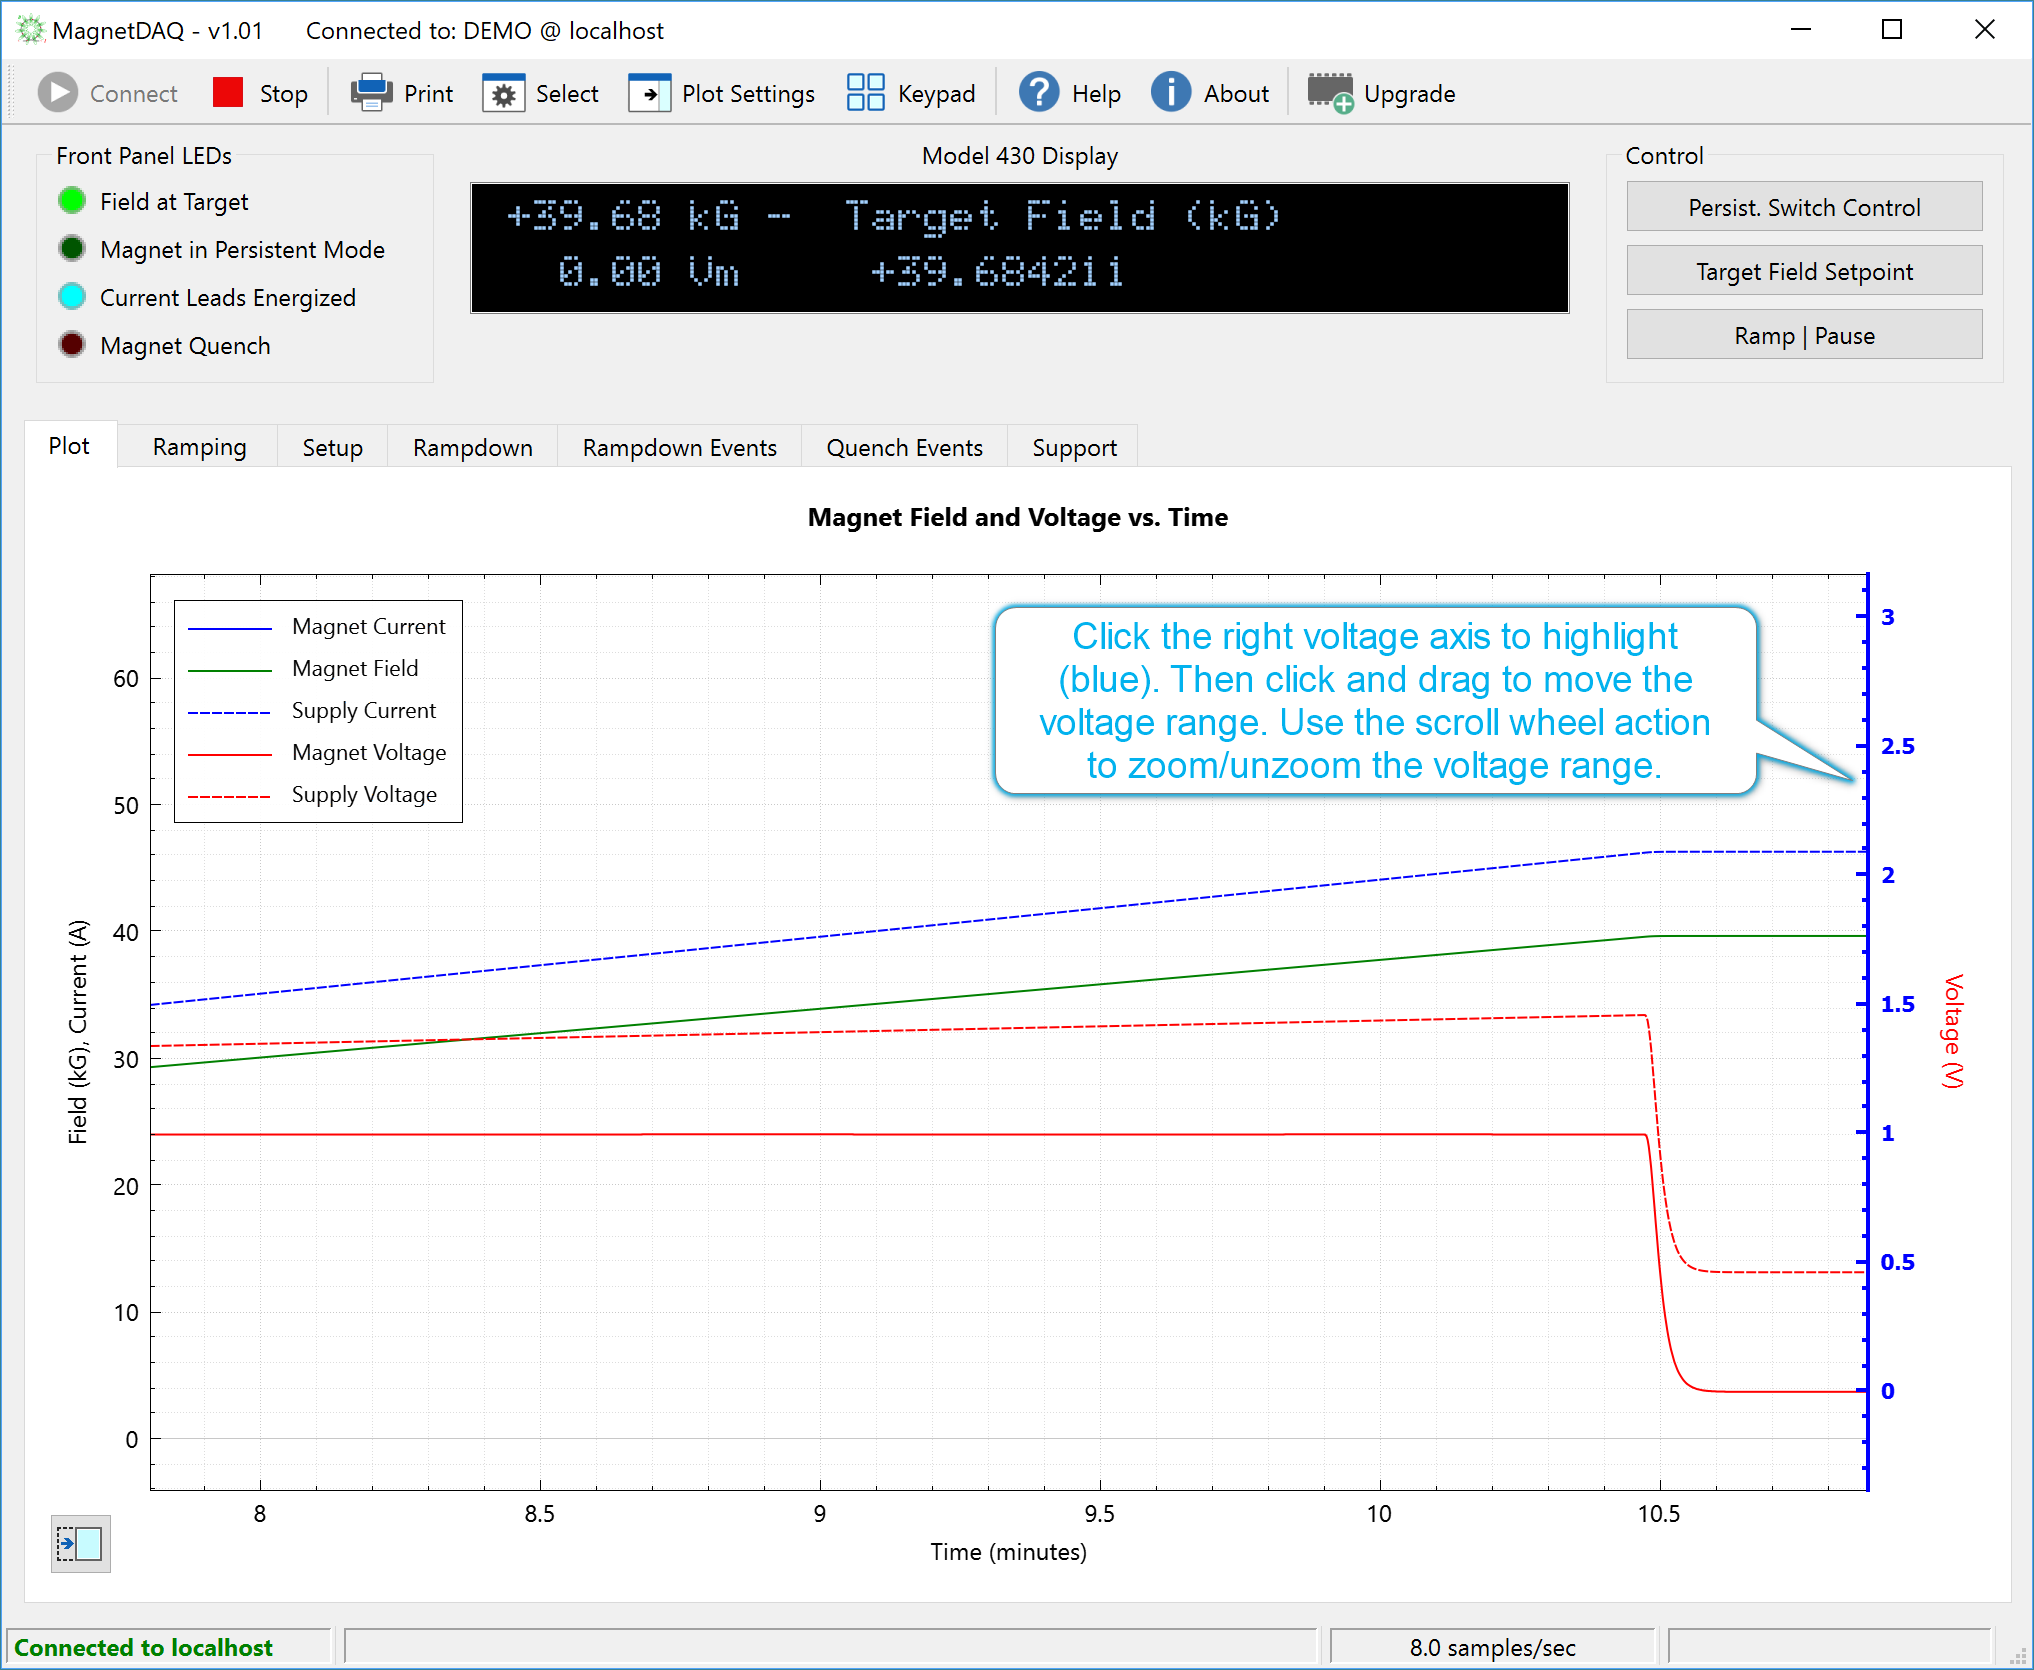 MagnetDAQ - v1.01 Connected to: DEMO @ localhost
Connect Stop Print Select Plot Settings Keypad Help About Upgrade
Front Panel LEDs
Field at Target
Magnet in Persistent Mode
Current Leads Energized
Magnet Quench
Model 430 Display
+39.68 kG - Target Field (kG)
0.00 Vm +39.684211
Control
Persist. Switch Control
Target Field Setpoint
Ramp | Pause
Plot Ramping Setup Rampdown Rampdown Events Quench Events Support
Magnet Field and Voltage vs. Time
Magnet Current
Magnet Field
Supply Current
Magnet Voltage
Supply Voltage
Click the right voltage axis to highlight
(blue). Then click and drag to move the
voltage range. Use the scroll wheel action
to zoom/unzoom the voltage range.
Field (kG), Current (A)
60
50
40
30
20
10
0
3
2.5
2
1.5
1
0.5
0
Voltage (V)
8 8.5 9 9.5 10 10.5
Time (minutes)
Connected to localhost
8.0 samples/sec